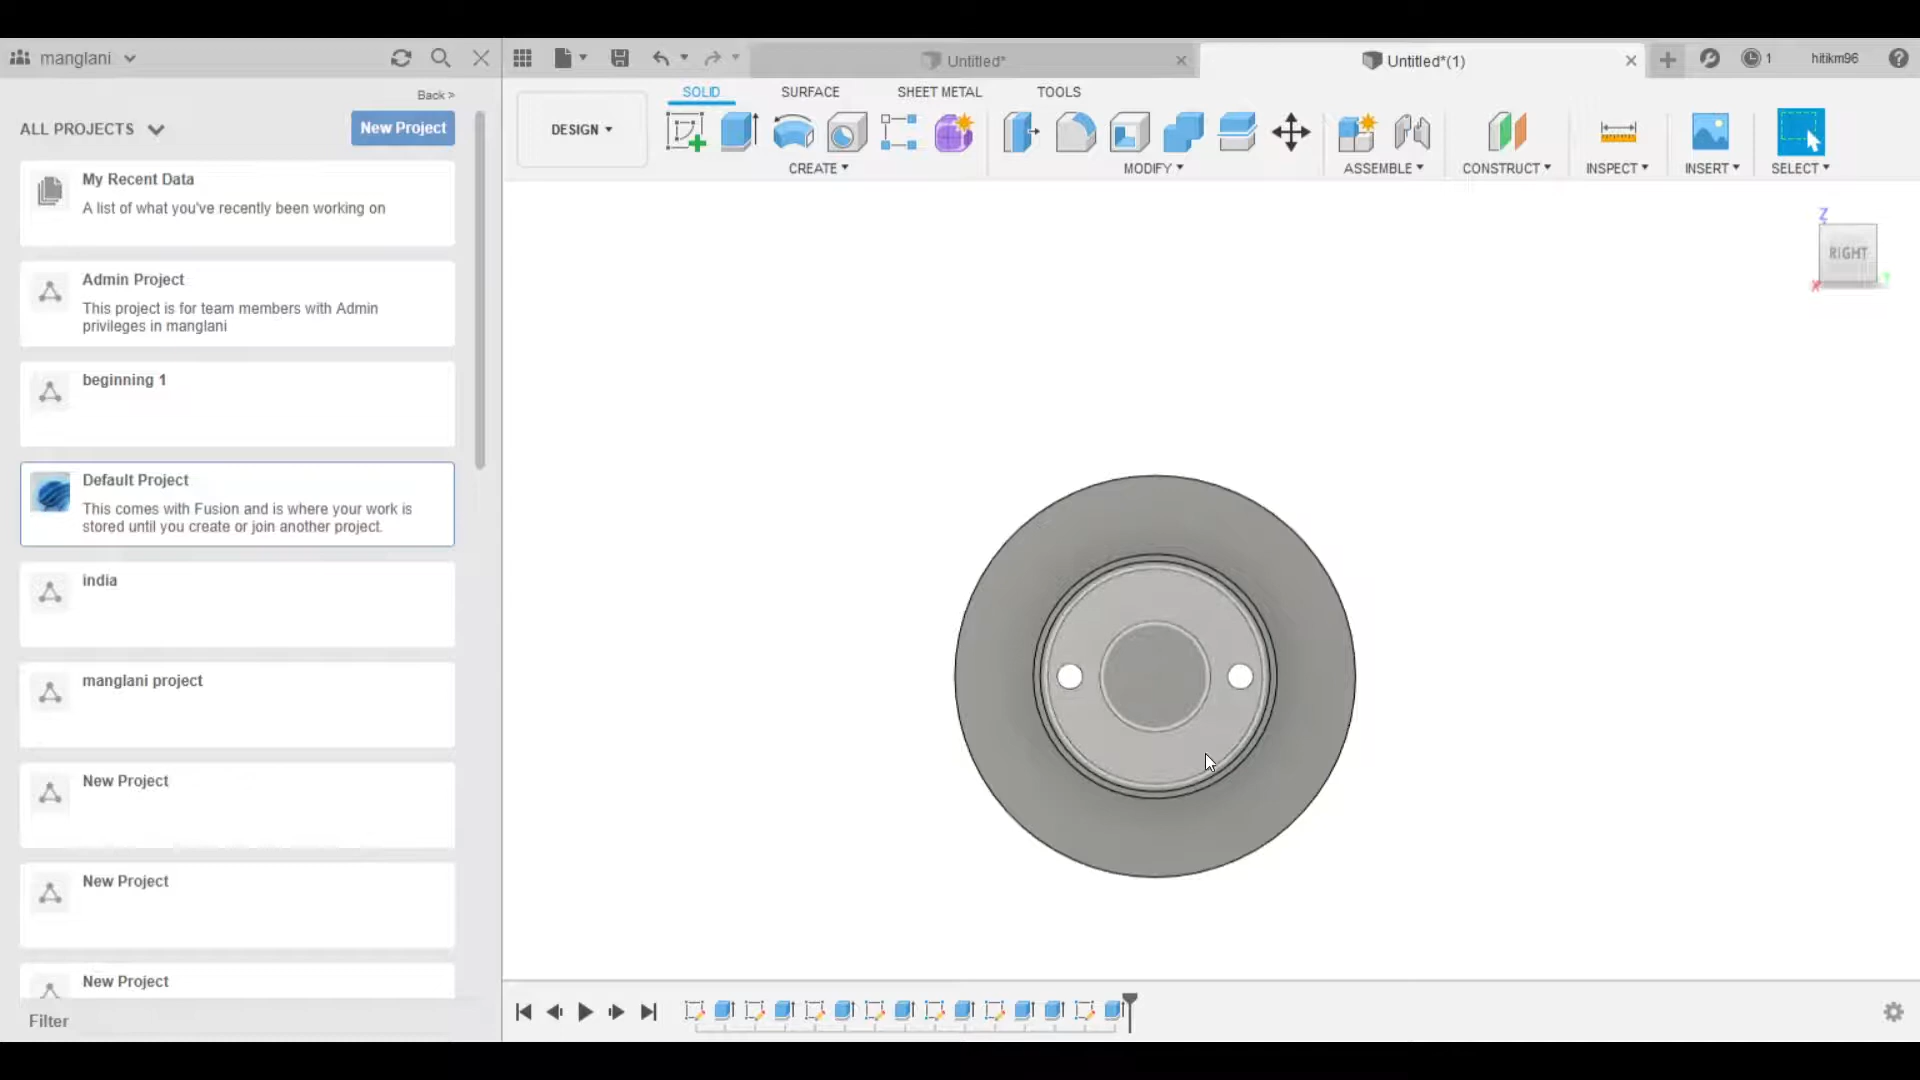 manglani
Untitled*
Untitled*(1)
1
hitikm96
Back >
ALL PROJECTS
New Project
SOLID
SURFACE
SHEET METAL
TOOLS
DESIGN
CREATE
MODIFY
ASSEMBLE
CONSTRUCT
INSPECT
INSERT
SELECT
My Recent Data
A list of what you've recently been working on
Admin Project
This project is for team members with Admin
privileges in manglani
beginning 1
Default Project
This comes with Fusion and is where your work is
stored until you create or join another project.
india
manglani project
New Project
New Project
New Project
Filter
Z
RIGHT
X
Y